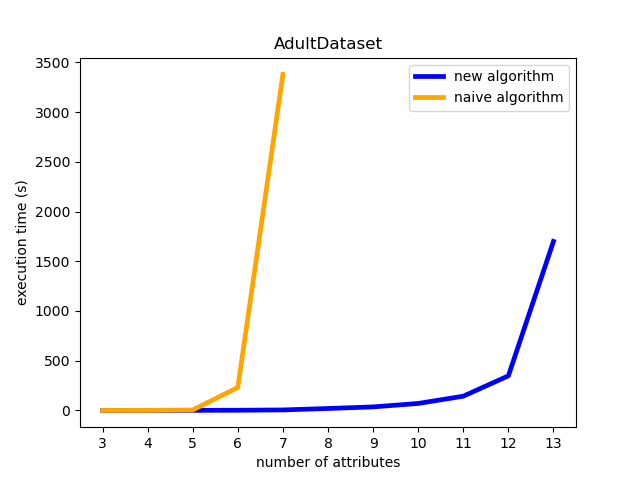 AdultDataset
new algorithm
naive algorithm
3500
3000
2500
2000
1500
1000
500
0
execution time (s)
3 4 5 6 7 8 9 10 11 12 13
number of attributes